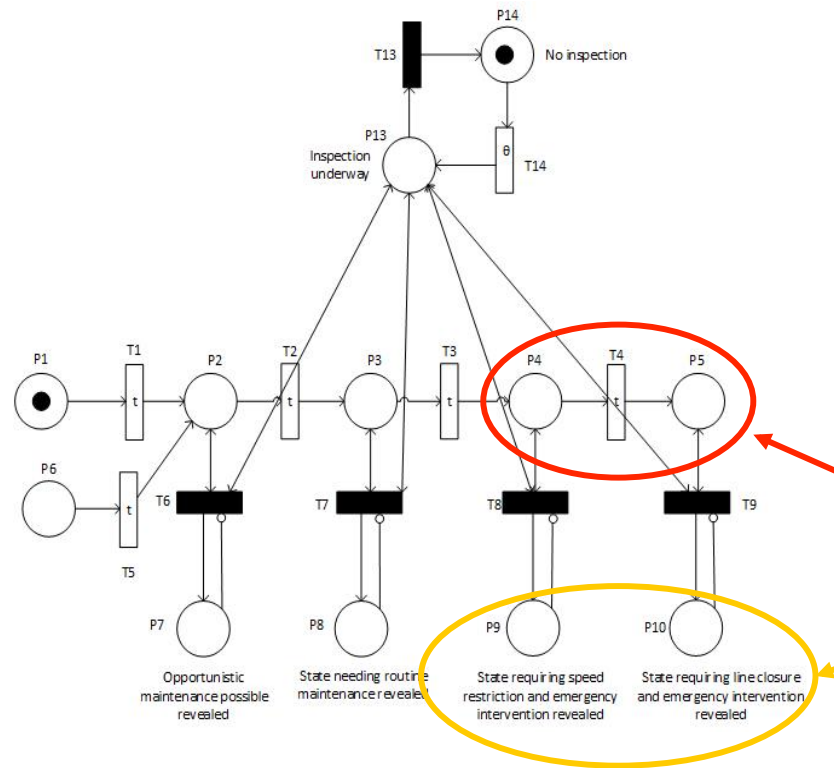 P14
T13
No inspection
P13
θ
Inspection
underway
T14
P1
T1
P2
T2
P3
T3
P4
T4
P5
t
t
t
t
P6
t
T5
T6
T7
T8
T9
P7
P8
P9
P10
Opportunistic
maintenance possible
revealed
State needing routine
maintenance revealed
State requiring speed
restriction and emergency
intervention revealed
State requiring line closure
and emergency intervention
revealed